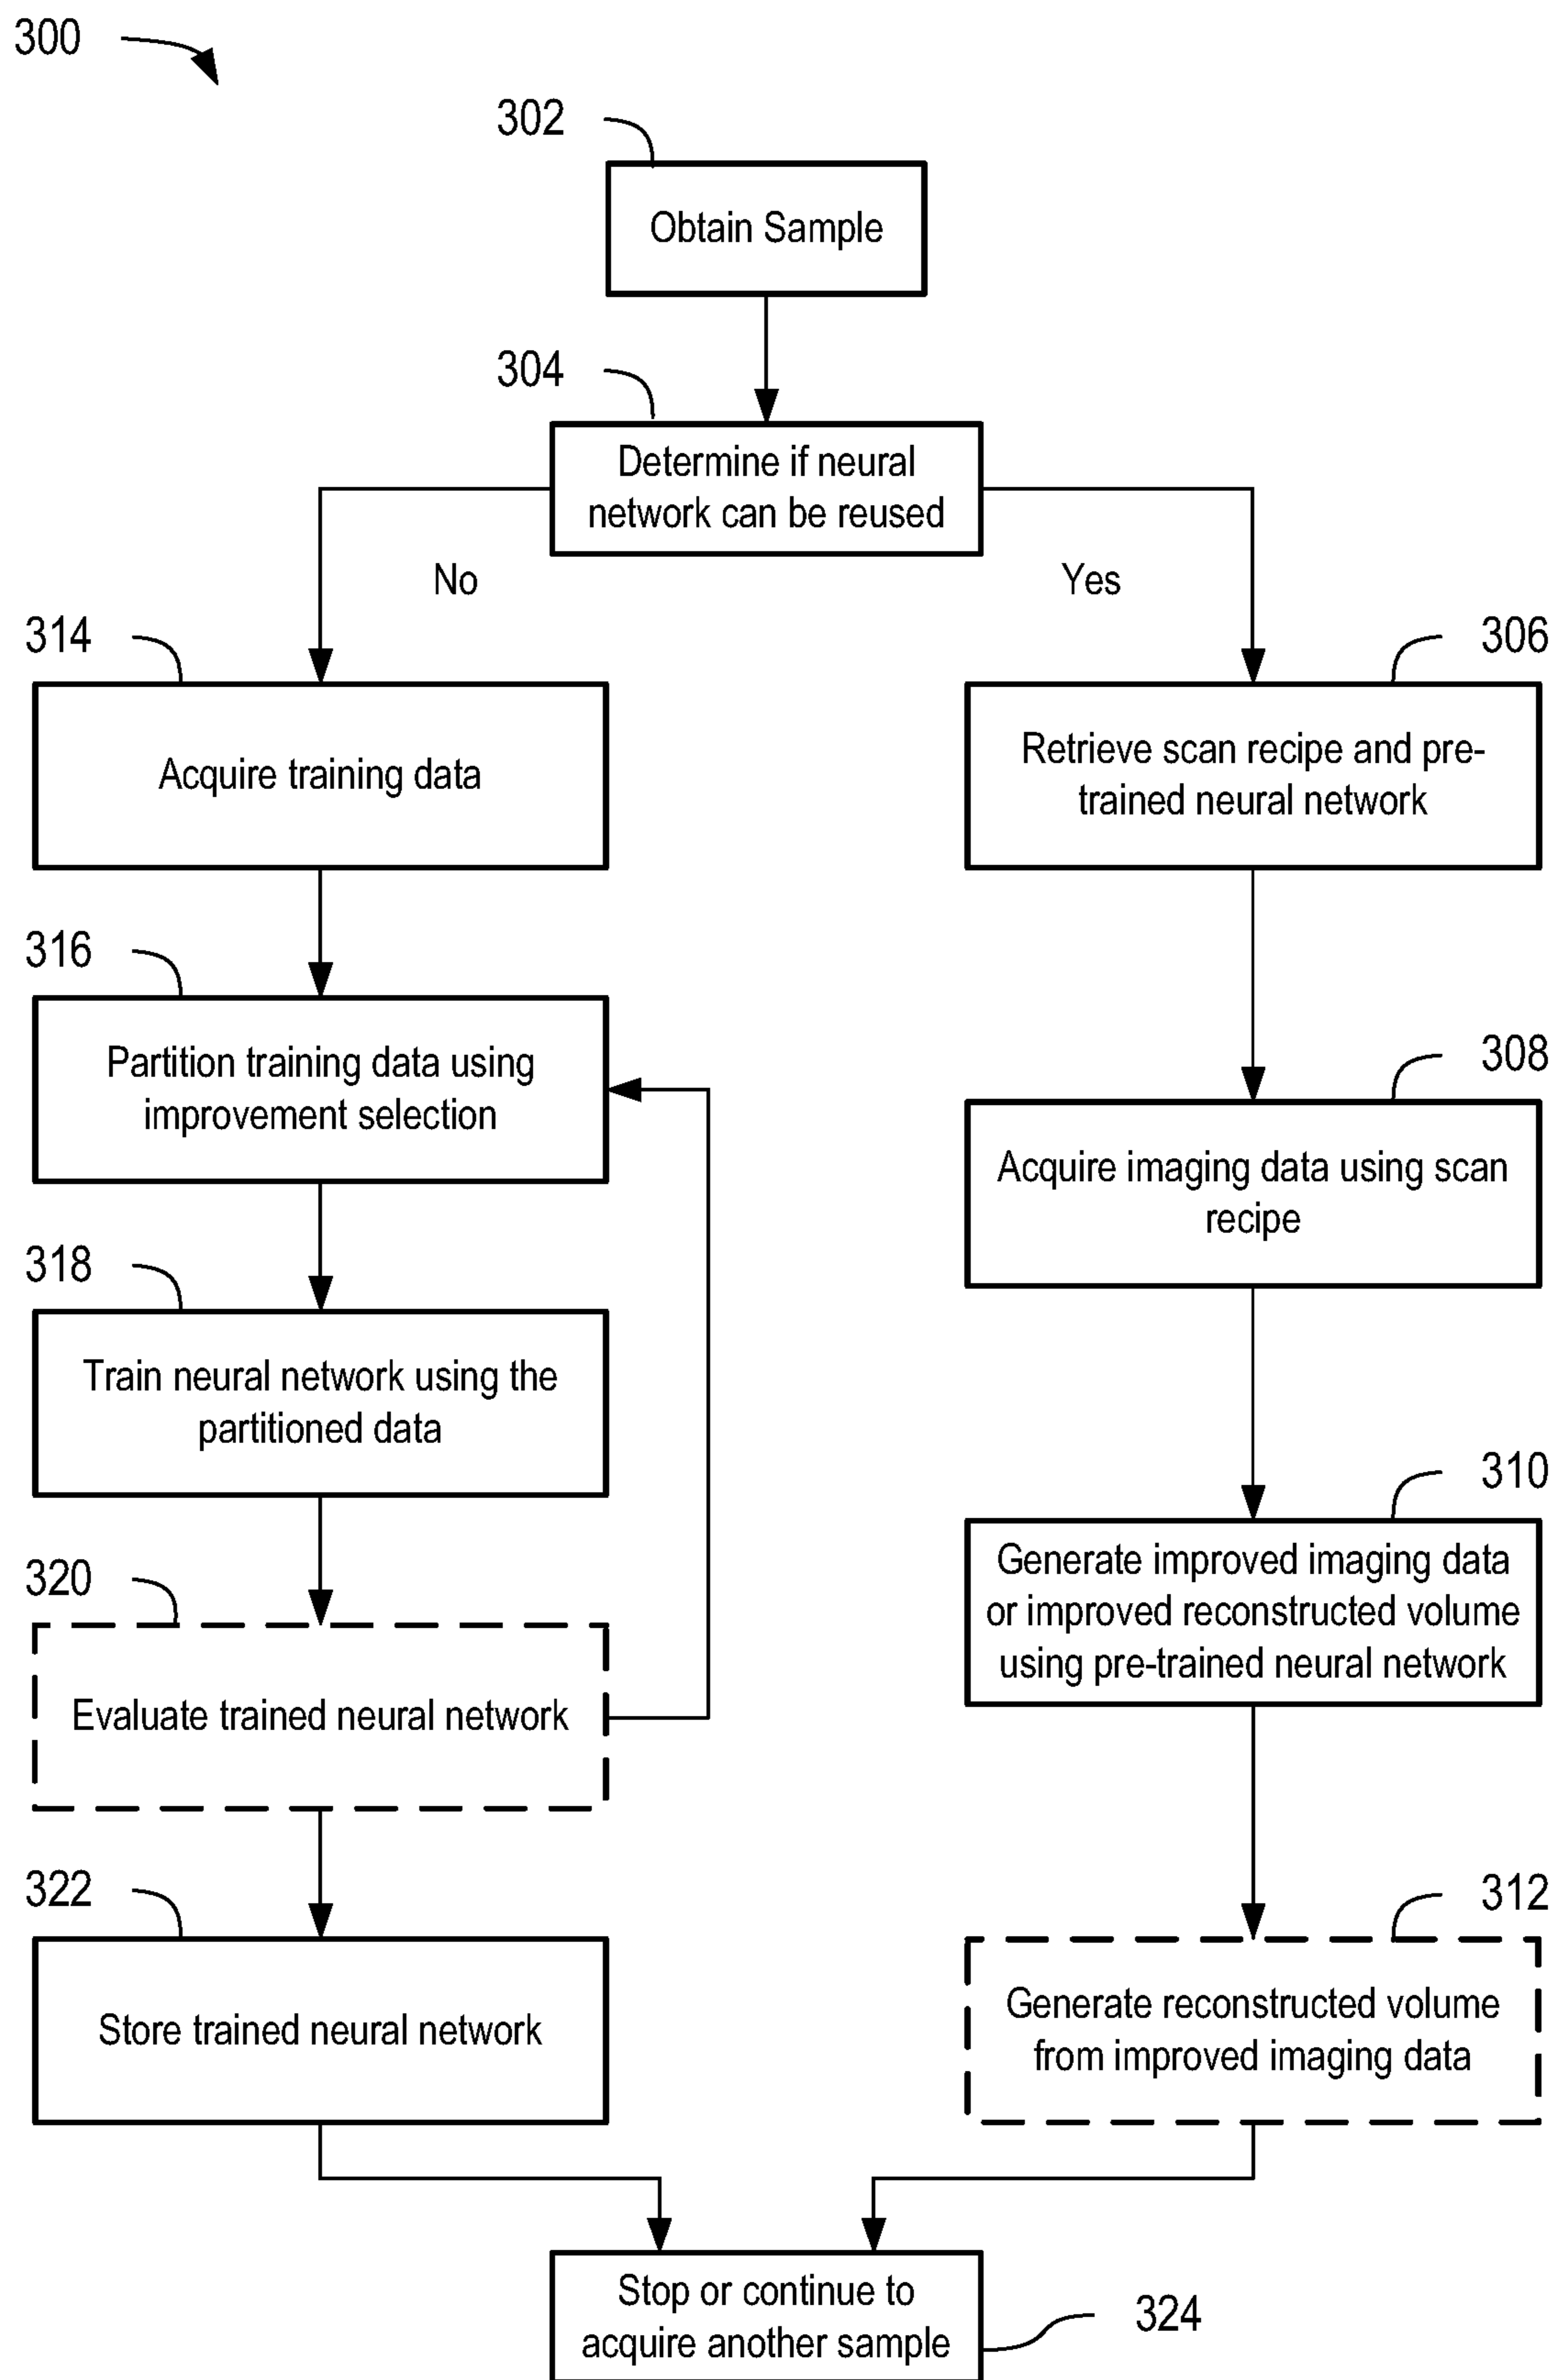 300
302
Obtain Sample
304
Determine if neural
network can be reused
No
Yes
314
Acquire training data
306
Retrieve scan recipe and pre-
trained neural network
316
Partition training data using
improvement selection
308
Acquire imaging data using scan
recipe
318
Train neural network using the
partitioned data
310
Generate improved imaging data
or improved reconstructed volume
using pre-trained neural network
320
Evaluate trained neural network
322
Store trained neural network
312
Generate reconstructed volume
from improved imaging data
Stop or continue to
acquire another sample
324